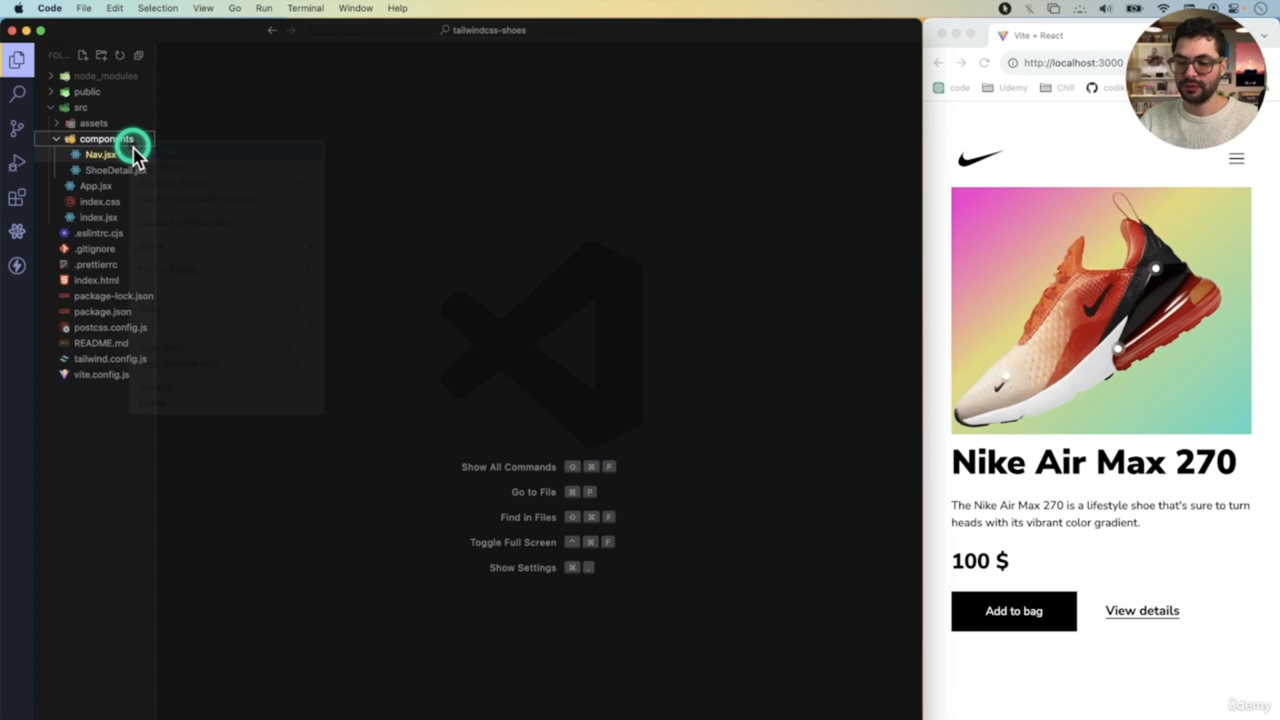 Code File Edit Selection View Go Run Terminal Window Help
tailwindcss-shoes
FOL...
node_modules
public
src
assets
components
Nav.jsx
ShoeDetail.jsx
App.jsx
index.css
index.jsx
.eslintrc.cjs
.gitignore
.prettierrc
index.html
package-lock.json
package.json
postcss.config.js
README.md
tailwind.config.js
vite.config.js
Show All Commands ⇧ ⌘ P
Go to File ⌘ P
Find in Files ⇧ ⌘ F
Toggle Full Screen ⌃ ⌘ F
Show Settings ⌘ ,
Vite + React
http://localhost:3000
code Udemy Chill
Nike Air Max 270
The Nike Air Max 270 is a lifestyle shoe that's sure to turn
heads with its vibrant color gradient.
100 $
Add to bag View details
ûdemy